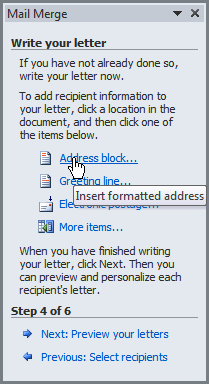 Mail Merge
Write your letter
If you have not already done so,
write your letter now.
To add recipient information to
your letter, click a location in the
document, and then click one of
the items below.
Address block...
Greeting line...
Insert formatted address
Electronic postage...
More items...
When you have finished writing
your letter, click Next. Then you
can preview and personalize each
recipient's letter.
Step 4 of 6
Next: Preview your letters
Previous: Select recipients